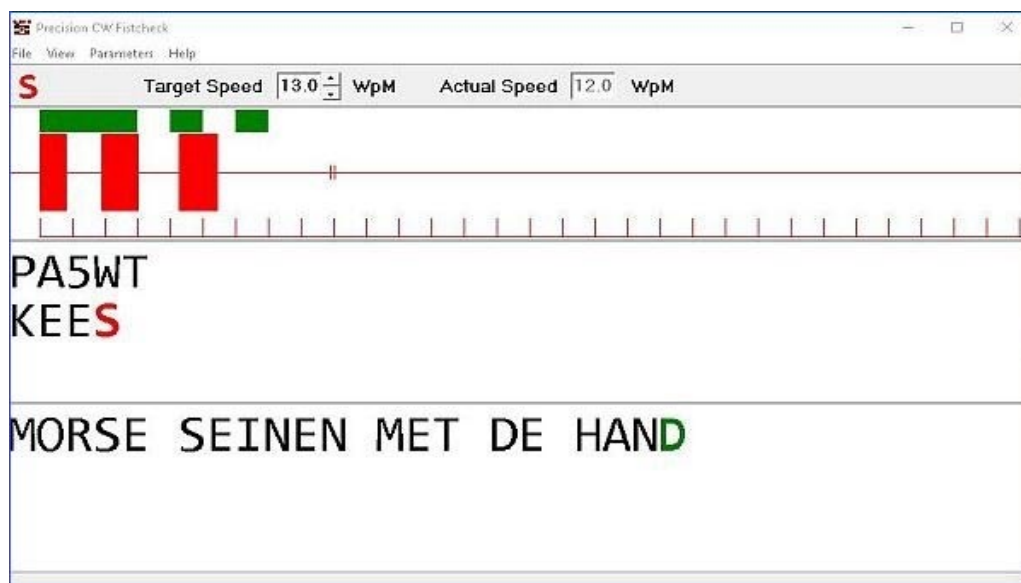 Precision CW Fistcheck
File View Parameters Help
S Target Speed 13.0 WpM Actual Speed 12.0 WpM
PA5WT
KEES
MORSE SEINEN MET DE HAND